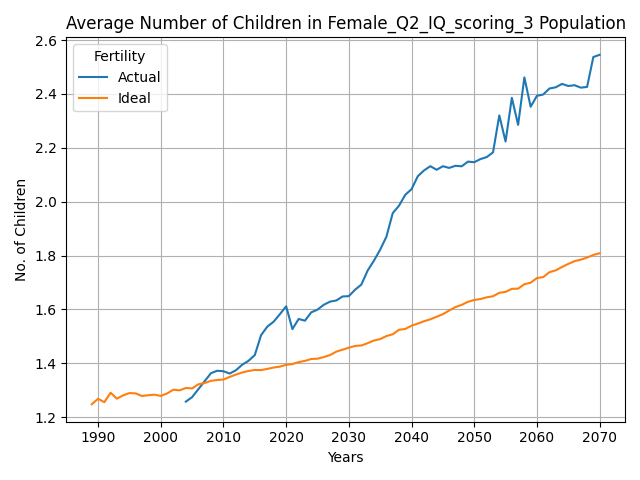 Average Number of Children in Female_Q2_IQ_scoring_3 Population
Fertility
Actual
Ideal
No. of Children
2.6
2.4
2.2
2.0
1.8
1.6
1.4
1.2
1990 2000 2010 2020 2030 2040 2050 2060 2070
Years